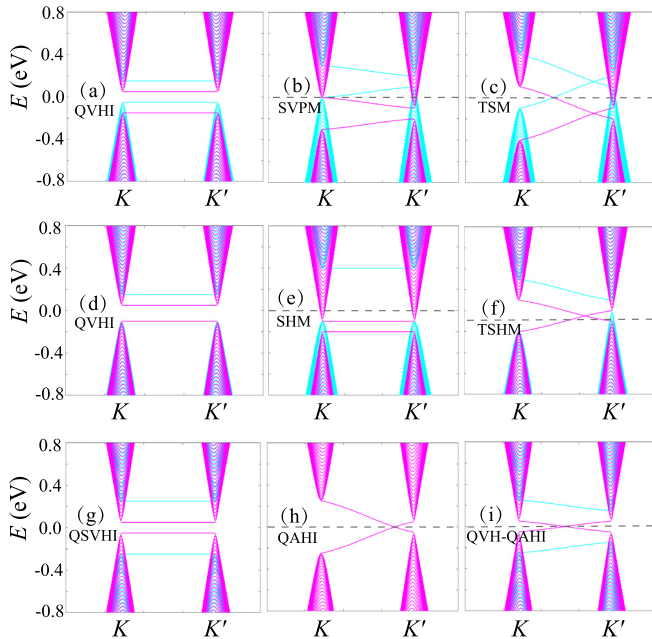 0.8
0.4
0.0
-0.4
-0.8
E (eV)
(a)
QVHI
K K′
(b)
SVPM
K K′
(c)
TSM
K K′
0.8
0.4
0.0
-0.4
-0.8
E (eV)
(d)
QVHI
K K′
(e)
SHM
K K′
(f)
TSHM
K K′
0.8
0.4
0.0
-0.4
-0.8
E (eV)
(g)
QSVHI
K K′
(h)
QAHI
K K′
(i)
QVH-QAHI
K K′